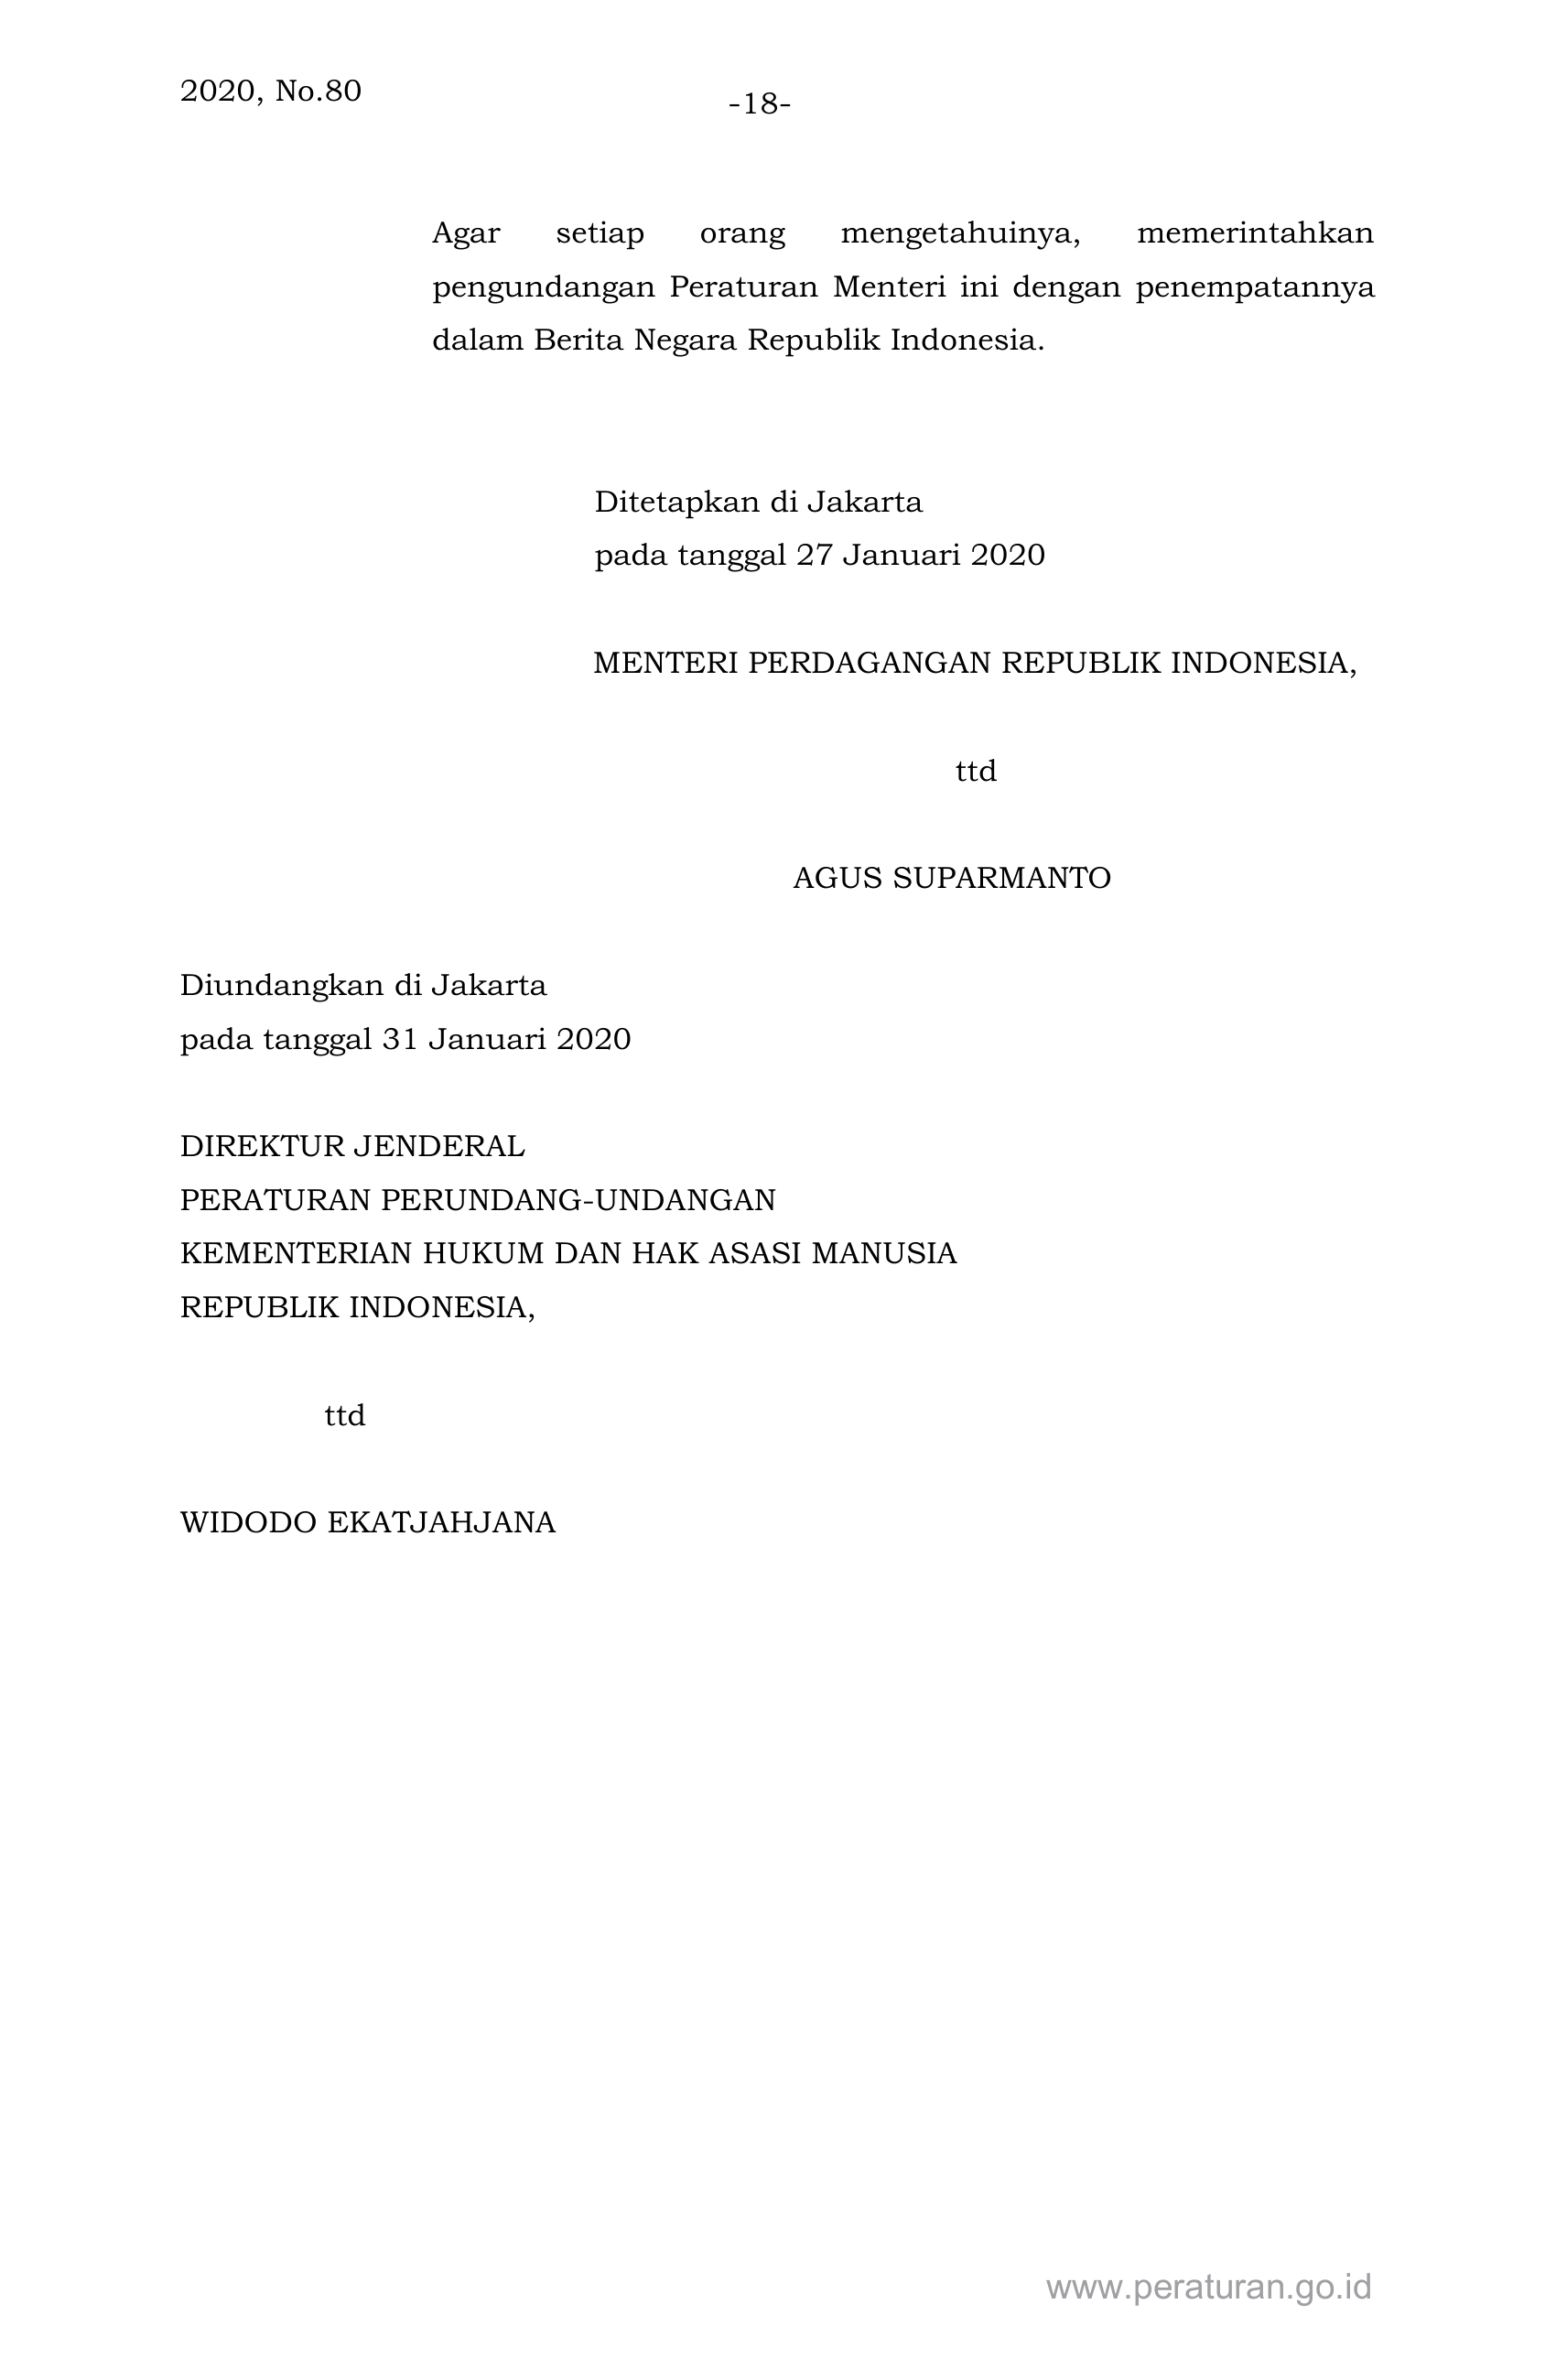 2020, No.80
-18-
Agar setiap orang mengetahuinya, memerintahkan
pengundangan Peraturan Menteri ini dengan penempatannya
dalam Berita Negara Republik Indonesia.
Ditetapkan di Jakarta
pada tanggal 27 Januari 2020
MENTERI PERDAGANGAN REPUBLIK INDONESIA,
ttd
AGUS SUPARMANTO
Diundangkan di Jakarta
pada tanggal 31 Januari 2020
DIREKTUR JENDERAL
PERATURAN PERUNDANG-UNDANGAN
KEMENTERIAN HUKUM DAN HAK ASASI MANUSIA
REPUBLIK INDONESIA,
ttd
WIDODO EKATJAHJANA
www.peraturan.go.id